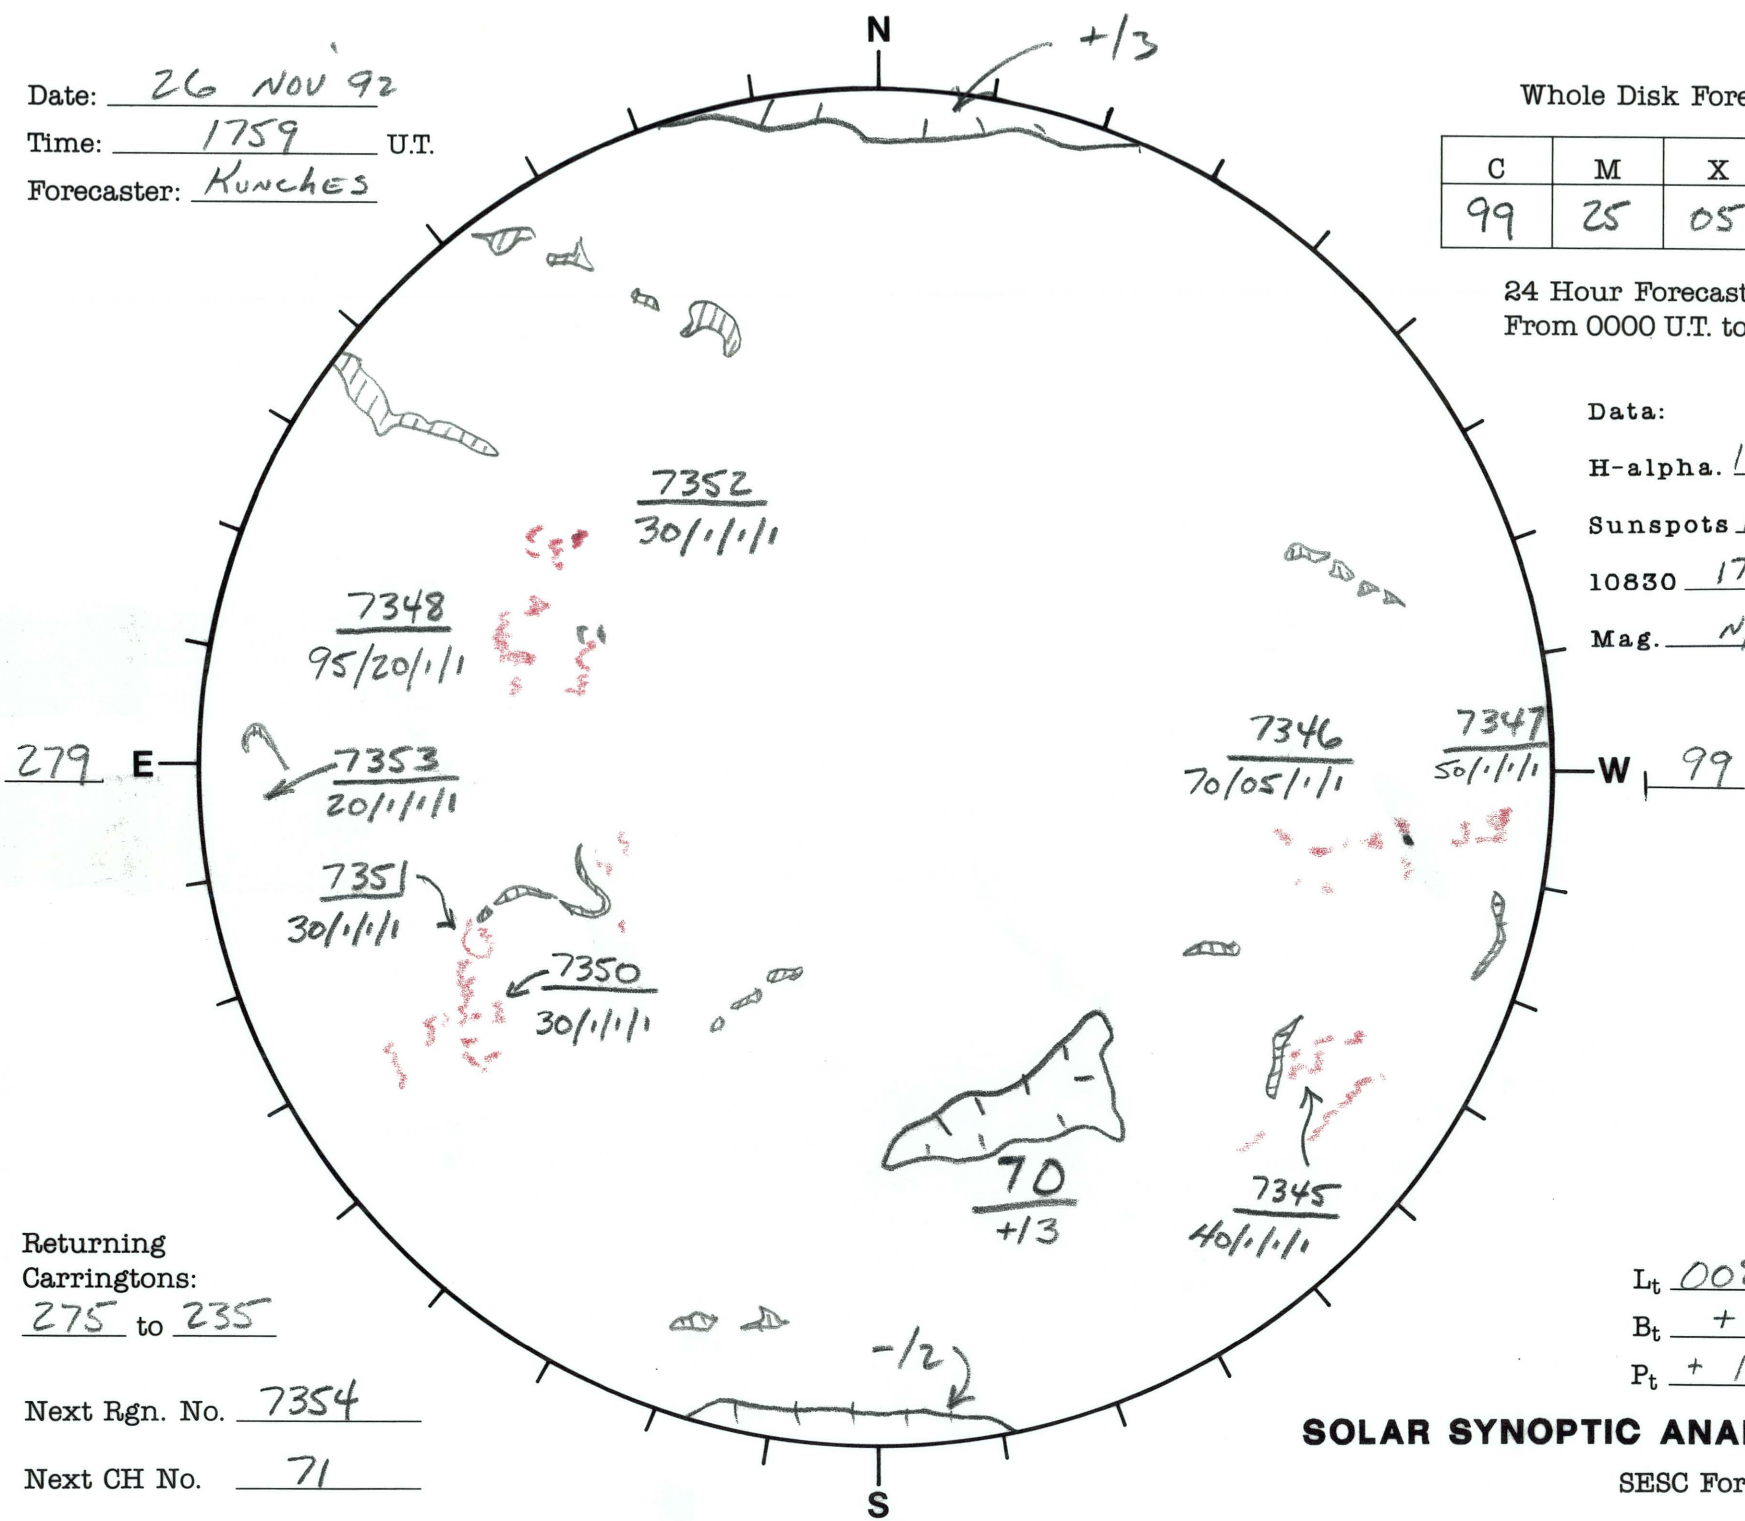 N
+/3
Date: 26 NOV '92
Time: 1759 U.T.
Forecaster: KUNCHES
Whole Disk Fore
C M X
99 25 05
24 Hour Forecast
From 0000 U.T. to
Data:
H-alpha.
Sunspots
10830 17
Mag. N
7352
30/1/1/1
7348
95/20/1/1
7346
70/05/1/1
7347
50/1/1/1
279 E
W 99
7353
20/1/1/1
7351
30/1/1/1
7350
30/1/1/1
70
+/3
7345
40/1/1/1
Returning
Carringtons:
275 to 235
-/2
Next Rgn. No. 7354
Next CH No. 71
S
Lt 008
Bt +
Pt + 1
SOLAR SYNOPTIC ANA
SESC For